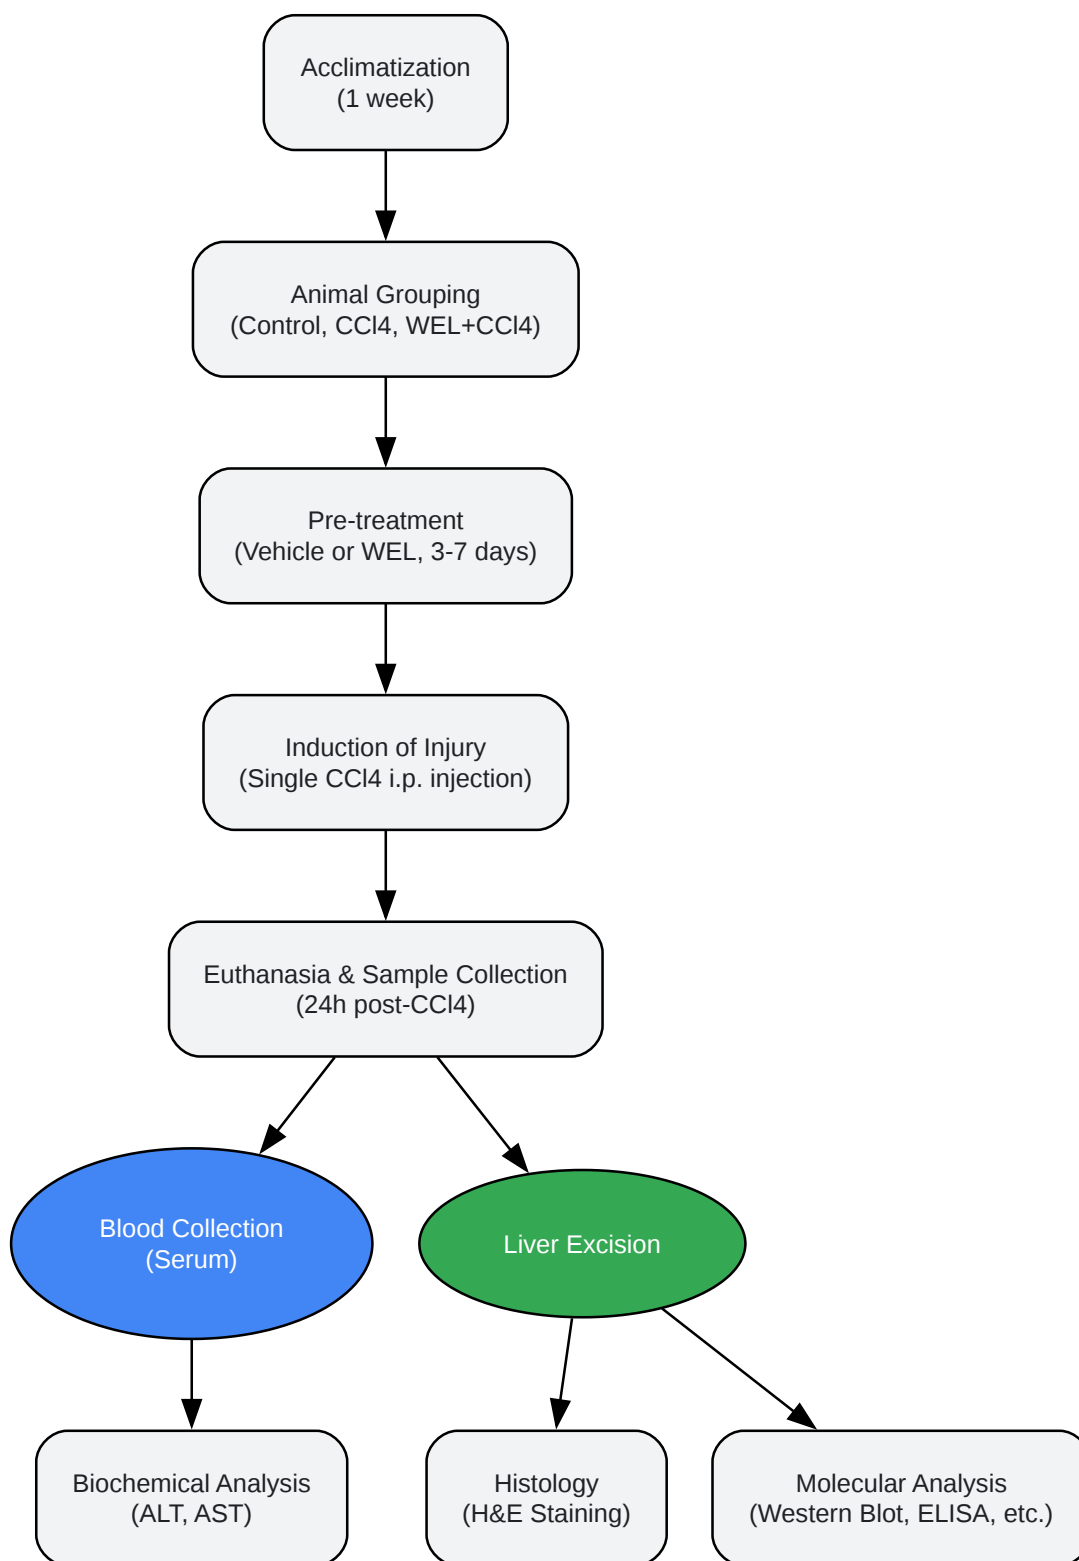 Acclimatization
(1 week)
Animal Grouping
(Control, CCl4, WEL+CCl4)
Pre-treatment
(Vehicle or WEL, 3-7 days)
Induction of Injury
(Single CCl4 i.p. injection)
Euthanasia & Sample Collection
(24h post-CCl4)
Blood Collection
(Serum)
Liver Excision
Biochemical Analysis
(ALT, AST)
Histology
(H&E Staining)
Molecular Analysis
(Western Blot, ELISA, etc.)